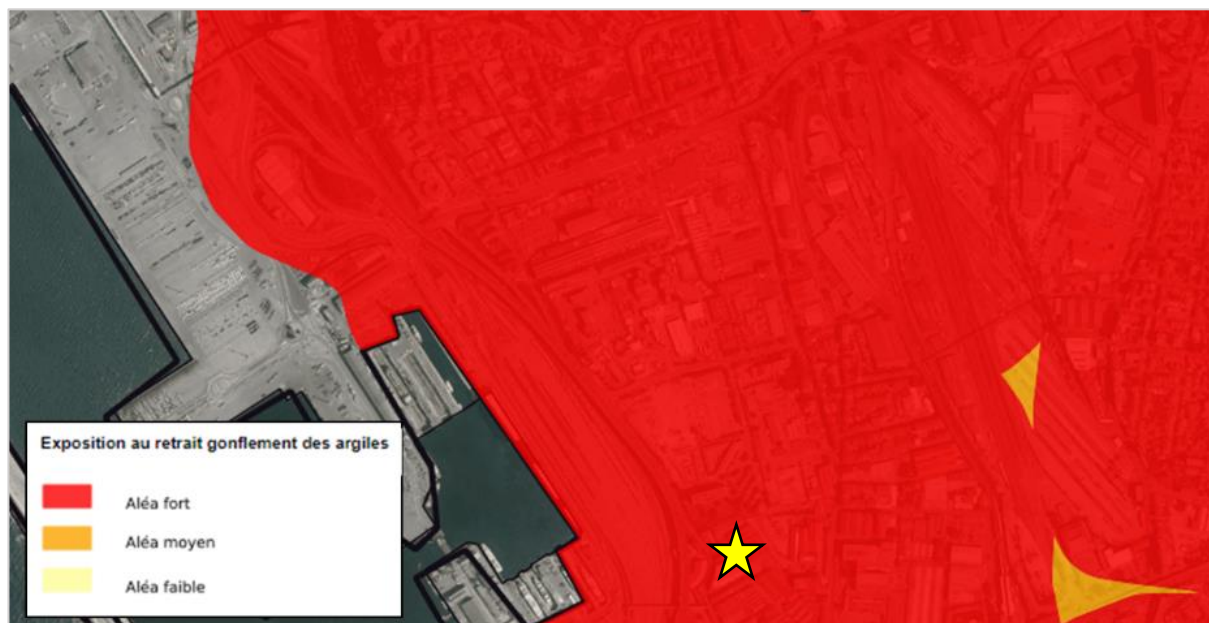 Exposition au retrait gonflement des argiles
Aléa fort
Aléa moyen
Aléa faible